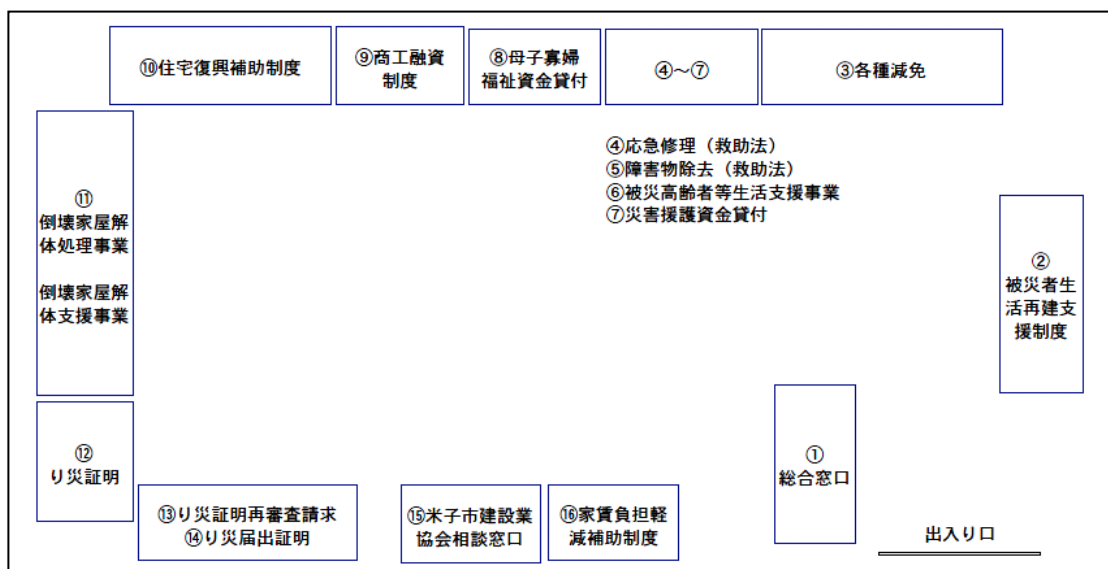 ⑩住宅復興補助制度
⑨商工融資
制度
⑧母子寡婦
福祉資金貸付
④～⑦
③各種減免
④応急修理（救助法）
⑤障害物除去（救助法）
⑥被災高齢者等生活支援事業
⑦災害援護資金貸付
⑪
倒壊家屋解
体処理事業
倒壊家屋解
体支援事業
②
被災者生
活再建支
援制度
⑫
り災証明
①
総合窓口
⑬り災証明再審査請求
⑭り災届出証明
⑮米子市建設業
協会相談窓口
⑯家賃負担軽
減補助制度
出入り口